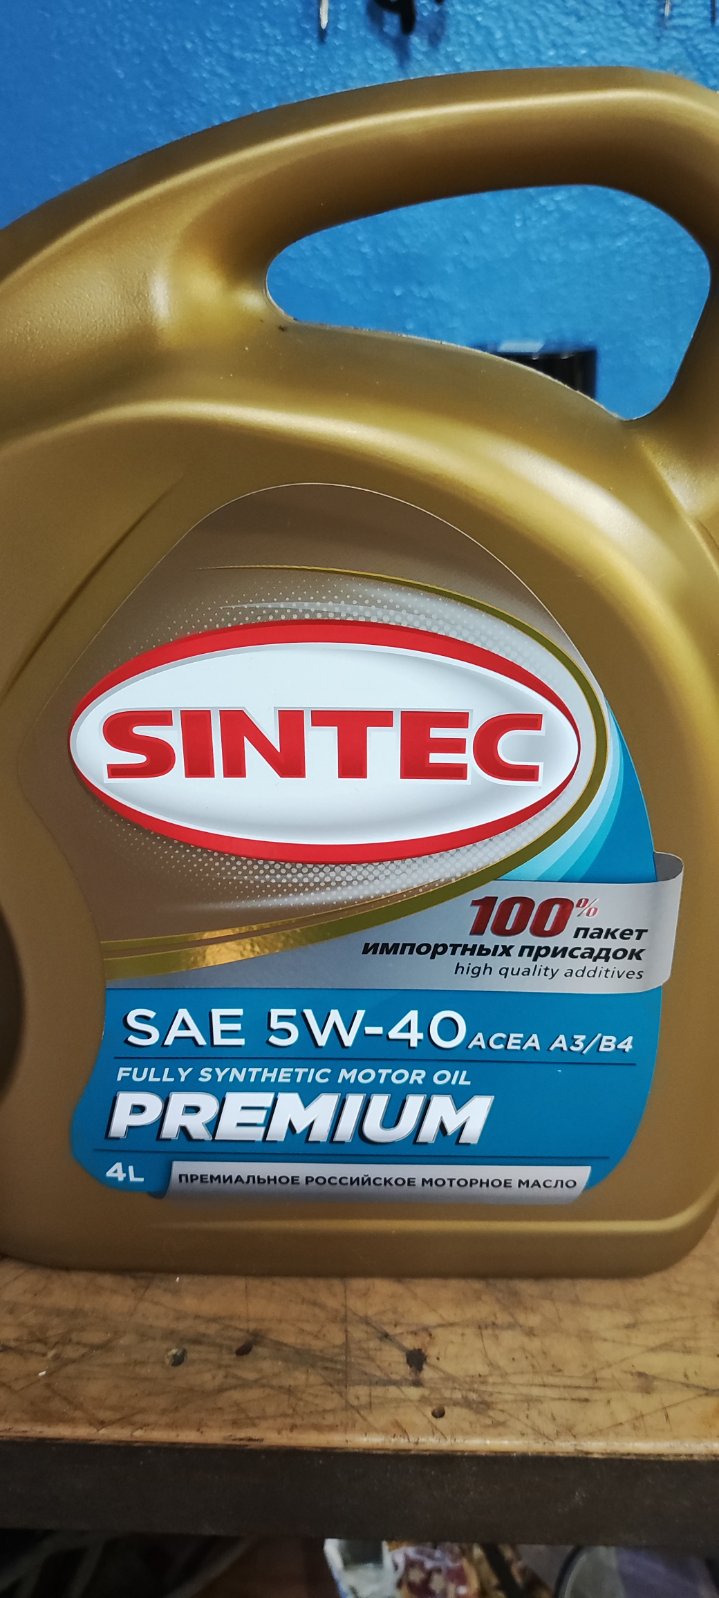 SINTEC
100% пакет
импортных присадок
high quality additives
SAE 5W-40 ACEA A3/B4
FULLY SYNTHETIC MOTOR OIL
PREMIUM
4L ПРЕМИАЛЬНОЕ РОССИЙСКОЕ МОТОРНОЕ МАСЛО